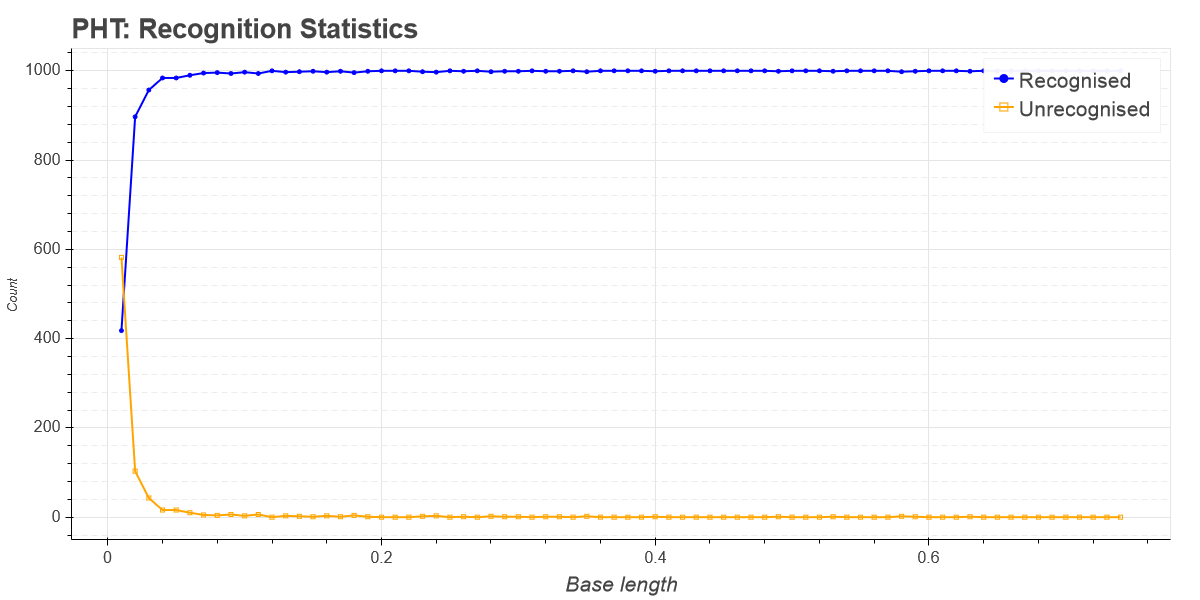 PHT: Recognition Statistics
1000
800
600
400
200
0
Count
Recognised
Unrecognised
0 0.2 0.4 0.6
Base length